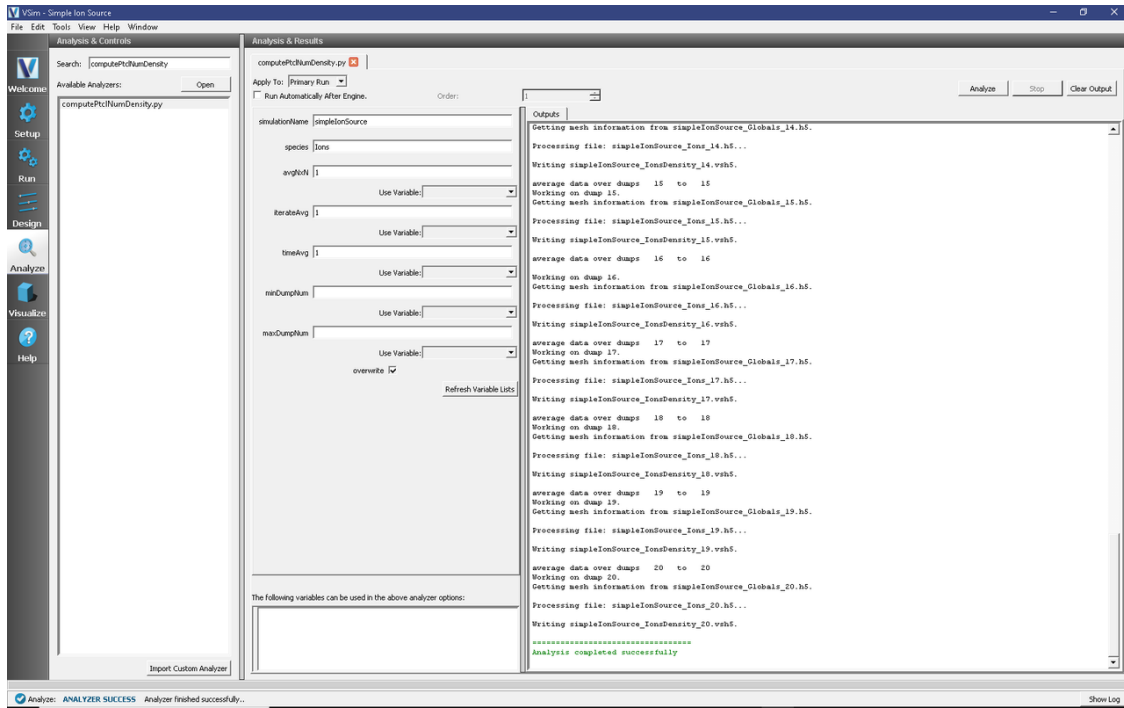 VSim - Simple Ion Source
File Edit Tools View Help Window
Analysis & Controls
Analysis & Results
Welcome
Setup
Run
Design
Analyze
Visualize
Help
Search: computePtclNumDensity
Available Analyzers: Open
computePtclNumDensity.py
Import Custom Analyzer
computePtclNumDensity.py
Apply To: Primary Run
Run Automatically After Engine. Order: 1
Analyze Stop Clear Output
simulationName simpleIonSource
species Ions
avgNxN 1
Use Variable:
iterateAvg 1
Use Variable:
timeAvg 1
Use Variable:
minDumpNum
Use Variable:
maxDumpNum
Use Variable:
overwrite
Refresh Variable Lists
The following variables can be used in the above analyzer options:
Outputs
Getting mesh information from simpleIonSource_Globals_14.h5.
Processing file: simpleIonSource_Ions_14.h5...
Writing simpleIonSource_IonsDensity_14.vsh5.
average data over dumps 15 to 15
Working on dump 15.
Getting mesh information from simpleIonSource_Globals_15.h5.
Processing file: simpleIonSource_Ions_15.h5...
Writing simpleIonSource_IonsDensity_15.vsh5.
average data over dumps 16 to 16
Working on dump 16.
Getting mesh information from simpleIonSource_Globals_16.h5.
Processing file: simpleIonSource_Ions_16.h5...
Writing simpleIonSource_IonsDensity_16.vsh5.
average data over dumps 17 to 17
Working on dump 17.
Getting mesh information from simpleIonSource_Globals_17.h5.
Processing file: simpleIonSource_Ions_17.h5...
Writing simpleIonSource_IonsDensity_17.vsh5.
average data over dumps 18 to 18
Working on dump 18.
Getting mesh information from simpleIonSource_Globals_18.h5.
Processing file: simpleIonSource_Ions_18.h5...
Writing simpleIonSource_IonsDensity_18.vsh5.
average data over dumps 19 to 19
Working on dump 19.
Getting mesh information from simpleIonSource_Globals_19.h5.
Processing file: simpleIonSource_Ions_19.h5...
Writing simpleIonSource_IonsDensity_19.vsh5.
average data over dumps 20 to 20
Working on dump 20.
Getting mesh information from simpleIonSource_Globals_20.h5.
Processing file: simpleIonSource_Ions_20.h5...
Writing simpleIonSource_IonsDensity_20.vsh5.
==================================
Analysis completed successfully
Analyze: ANALYZER SUCCESS Analyzer finished successfully..
Show Log